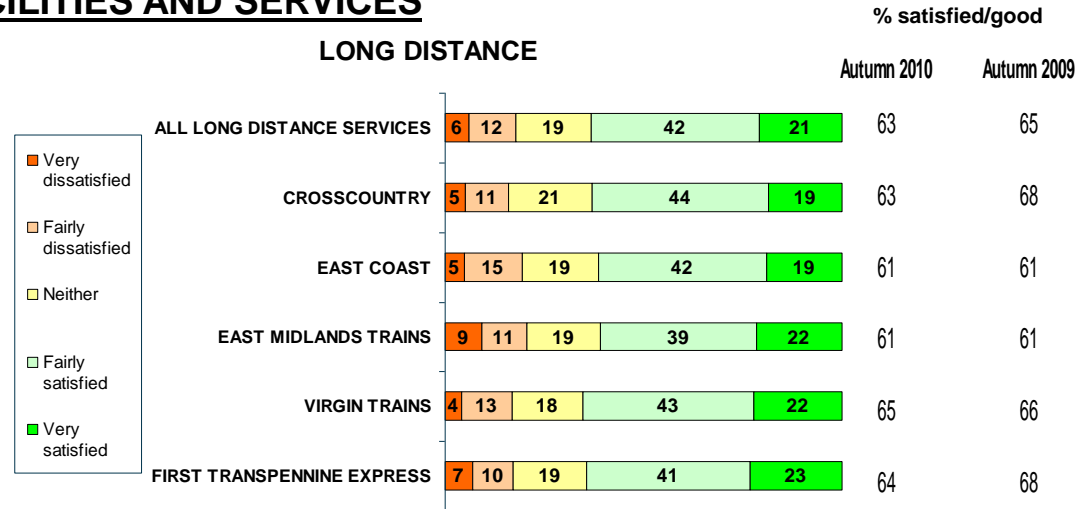 CILITIES AND SERVICES
% satisfied/good
LONG DISTANCE
Autumn 2010 Autumn 2009
ALL LONG DISTANCE SERVICES 6 12 19 42 21 63 65
CROSSCOUNTRY 5 11 21 44 19 63 68
EAST COAST 5 15 19 42 19 61 61
EAST MIDLANDS TRAINS 9 11 19 39 22 61 61
VIRGIN TRAINS 4 13 18 43 22 65 66
FIRST TRANSPENNINE EXPRESS 7 10 19 41 23 64 68
Very
dissatisfied
Fairly
dissatisfied
Neither
Fairly
satisfied
Very
satisfied